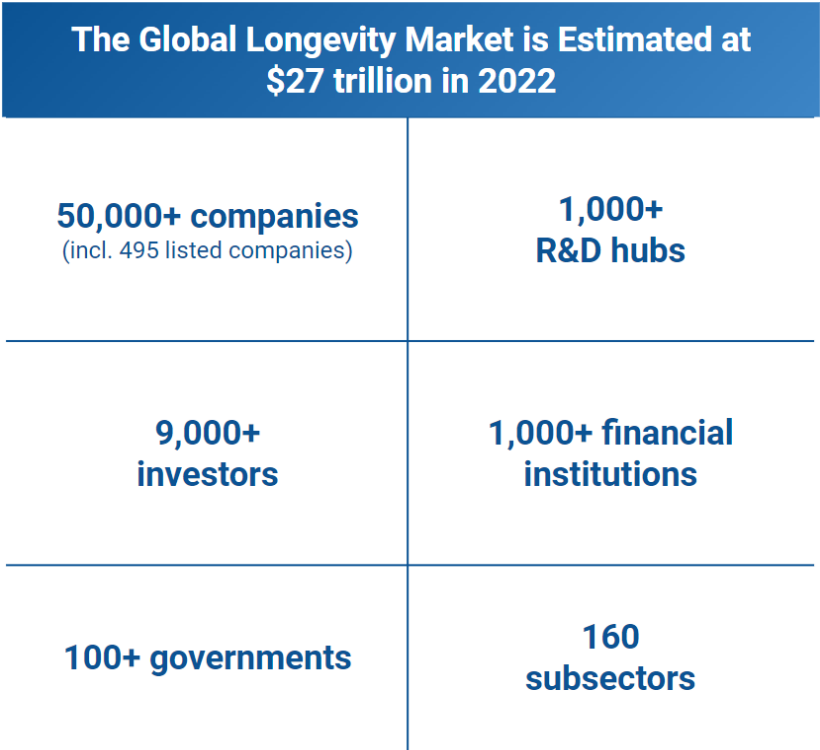 The Global Longevity Market is Estimated at
$27 trillion in 2022
50,000+ companies
(incl. 495 listed companies)
1,000+
R&D hubs
9,000+
investors
1,000+ financial
institutions
100+ governments
160
subsectors